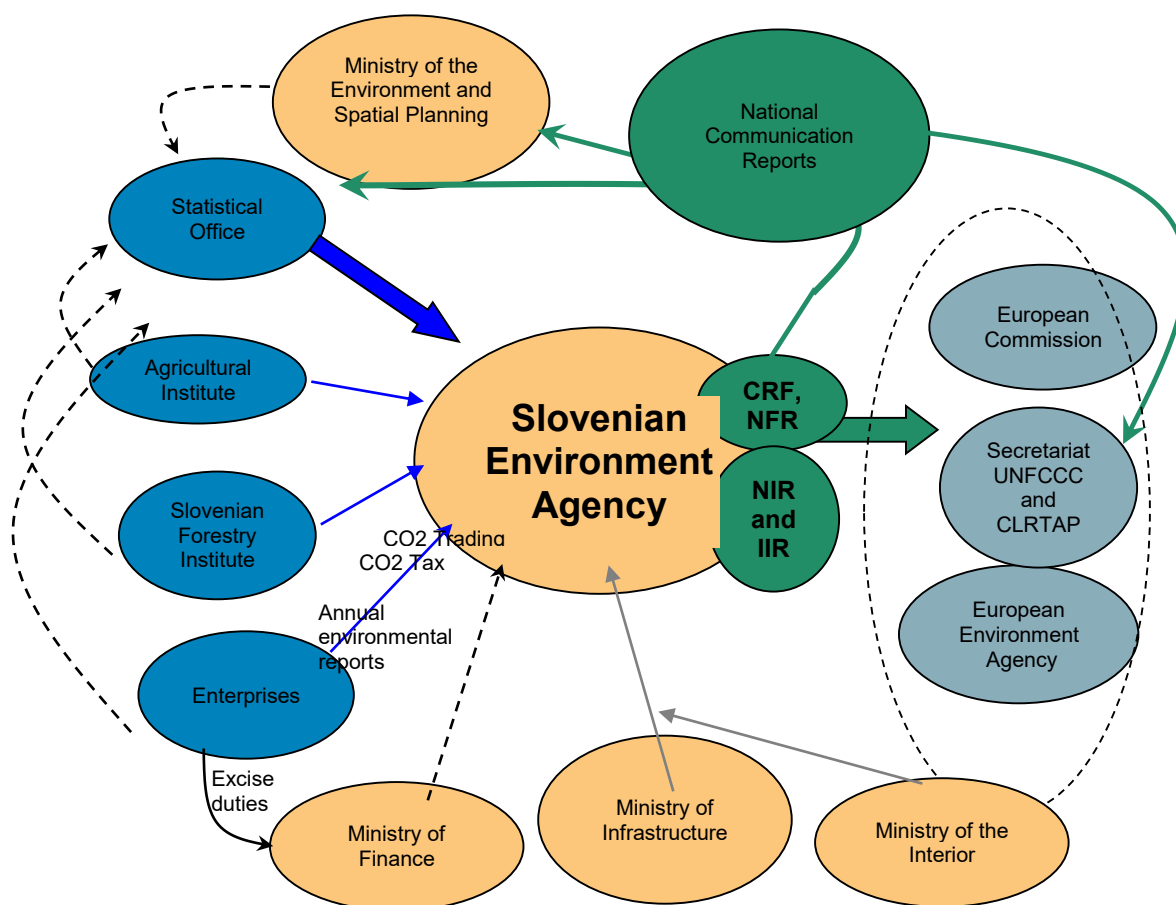 Ministry of the
Environment and
Spatial Planning
National
Communication
Reports
Statistical
Office
European
Commission
Agricultural
Institute
CRF,
NFR
Slovenian
Environment
Agency
Secretariat
UNFCCC
and
CLRTAP
NIR
and
IIR
Slovenian
Forestry
Institute
CO2 Trading
CO2 Tax
Annual
environmental
reports
European
Environment
Agency
Enterprises
Excise
duties
Ministry of
Finance
Ministry of
Infrastructure
Ministry of the
Interior